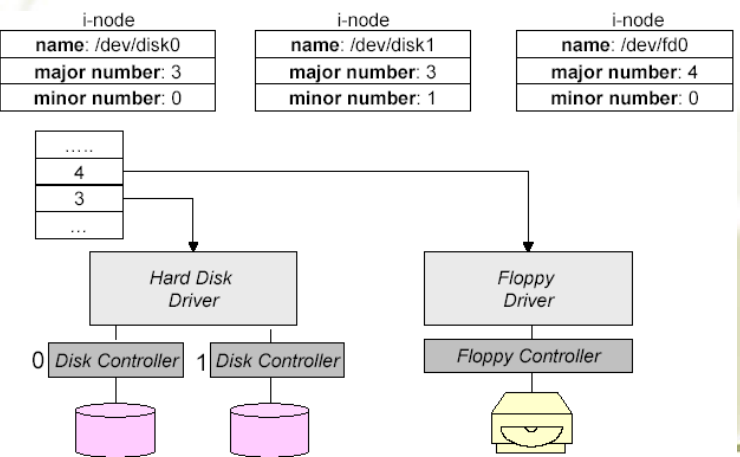 i-node
name: /dev/disk0
major number: 3
minor number: 0
i-node
name: /dev/disk1
major number: 3
minor number: 1
i-node
name: /dev/fd0
major number: 4
minor number: 0
.....
4
3
...
Hard Disk
Driver
Floppy
Driver
0 Disk Controller
1 Disk Controller
Floppy Controller